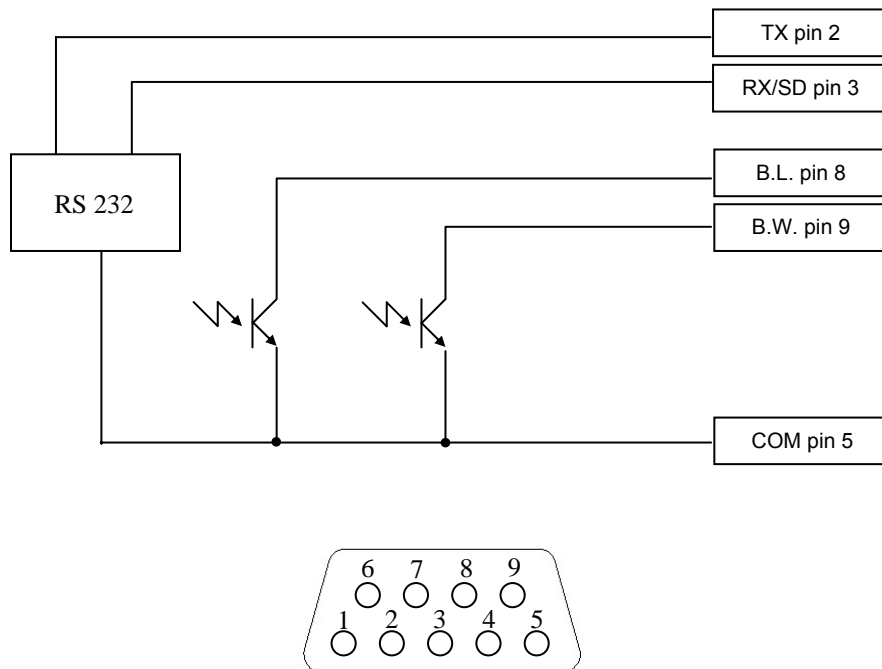 TX pin 2
RX/SD pin 3
RS 232
B.L. pin 8
B.W. pin 9
COM pin 5
6 7 8 9
1 2 3 4 5